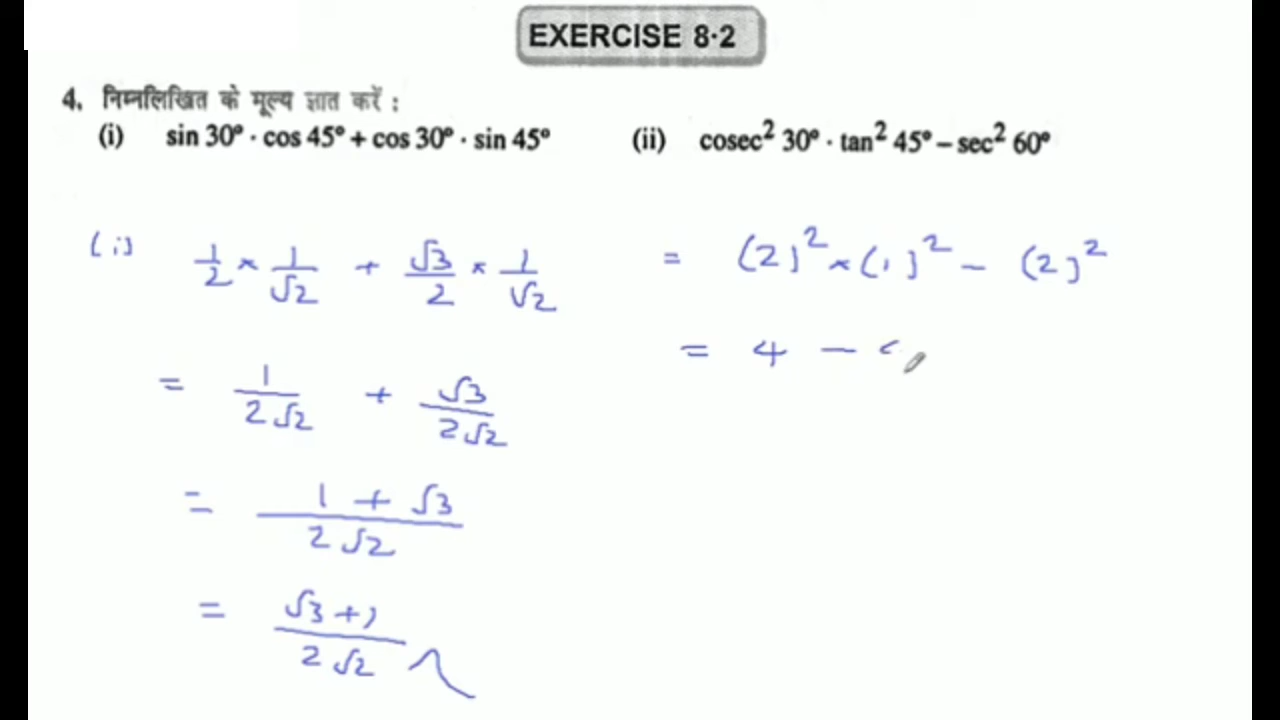 EXERCISE 8·2
4. निम्नलिखित के मूल्य ज्ञात करें :
(i) sin 30° · cos 45° + cos 30° · sin 45° (ii) cosec² 30° · tan² 45° – sec² 60°
(i) 1/2 × 1/√2 + √3/2 × 1/√2
= 1/2√2 + √3/2√2
= 1 + √3/2√2
= √3+1/2√2
= (2)² × (1)² – (2)²
= 4 –